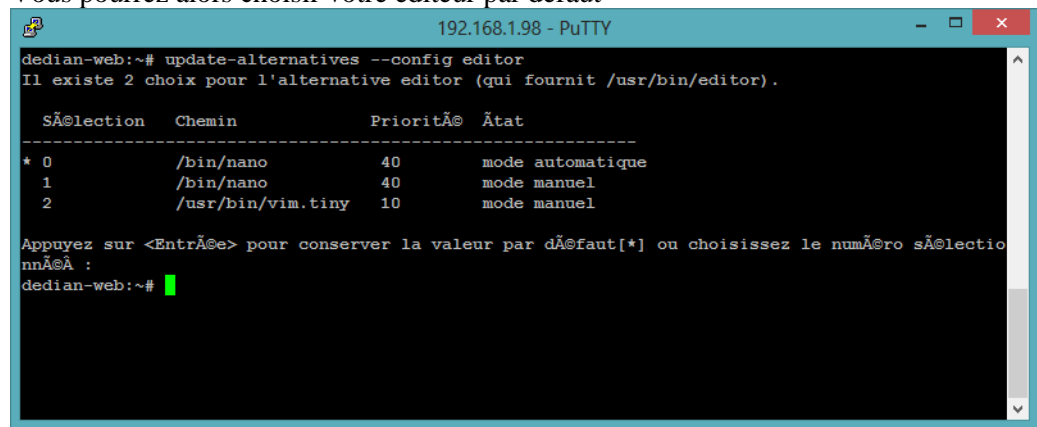 Vous pourrez alors choisir votre éditeur par défaut
192.168.1.98 - PuTTY
dedian-web:~# update-alternatives --config editor
Il existe 2 choix pour l'alternative editor (qui fournit /usr/bin/editor).
SÃ©lection Chemin PrioritÃ© Ãtat
------------------------------------------------------------
* 0 /bin/nano 40 mode automatique
1 /bin/nano 40 mode manuel
2 /usr/bin/vim.tiny 10 mode manuel
Appuyez sur <EntrÃ©e> pour conserver la valeur par dÃ©faut[*] ou choisissez le numÃ©ro sÃ©lectio
nnÃ©Â :
dedian-web:~#